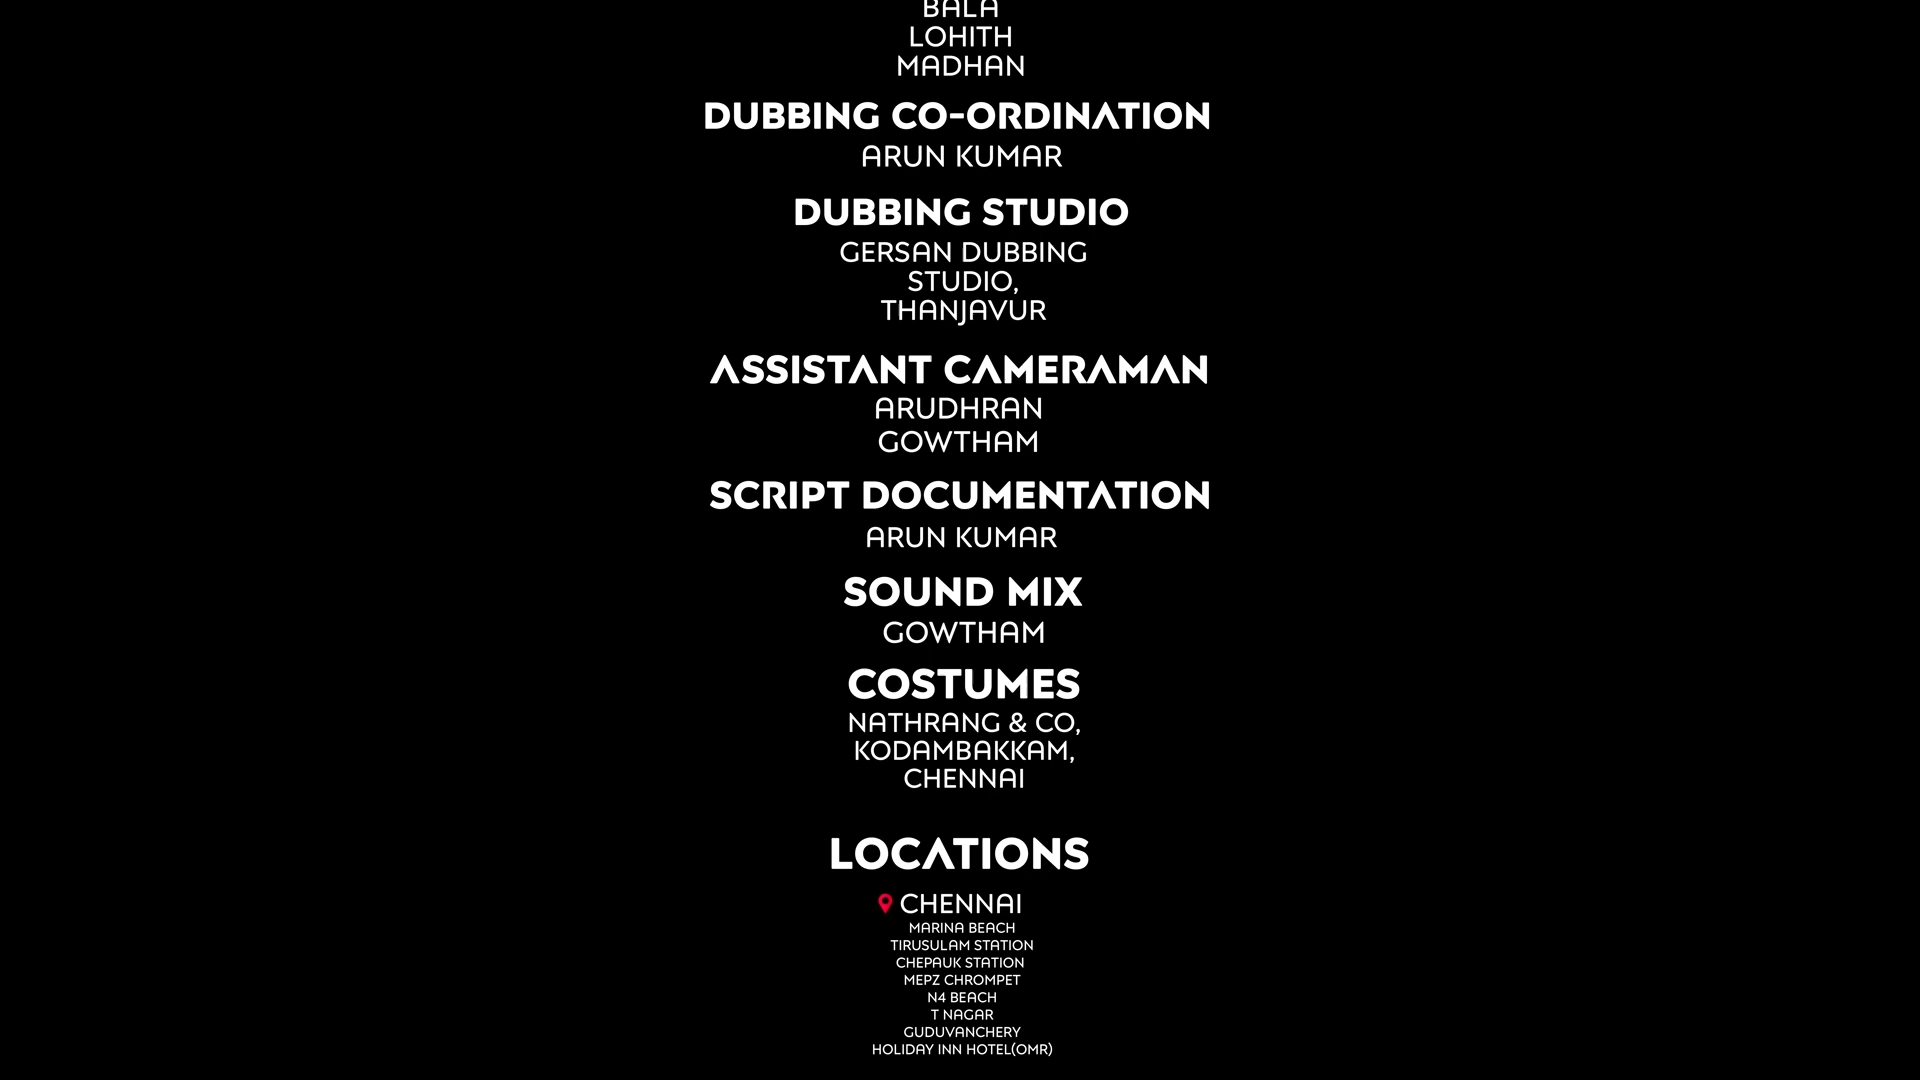 BALA
LOHITH
MADHAN
DUBBING CO-ORDINATION
ARUN KUMAR
DUBBING STUDIO
GERSAN DUBBING
STUDIO,
THANJAVUR
ASSISTANT CAMERAMAN
ARUDHRAN
GOWTHAM
SCRIPT DOCUMENTATION
ARUN KUMAR
SOUND MIX
GOWTHAM
COSTUMES
NATHRANG & CO,
KODAMBAKKAM,
CHENNAI
LOCATIONS
CHENNAI
MARINA BEACH
TIRUSULAM STATION
CHEPAUK STATION
MEPZ CHROMPET
N4 BEACH
T NAGAR
GUDUVANCHERY
HOLIDAY INN HOTEL(OMR)